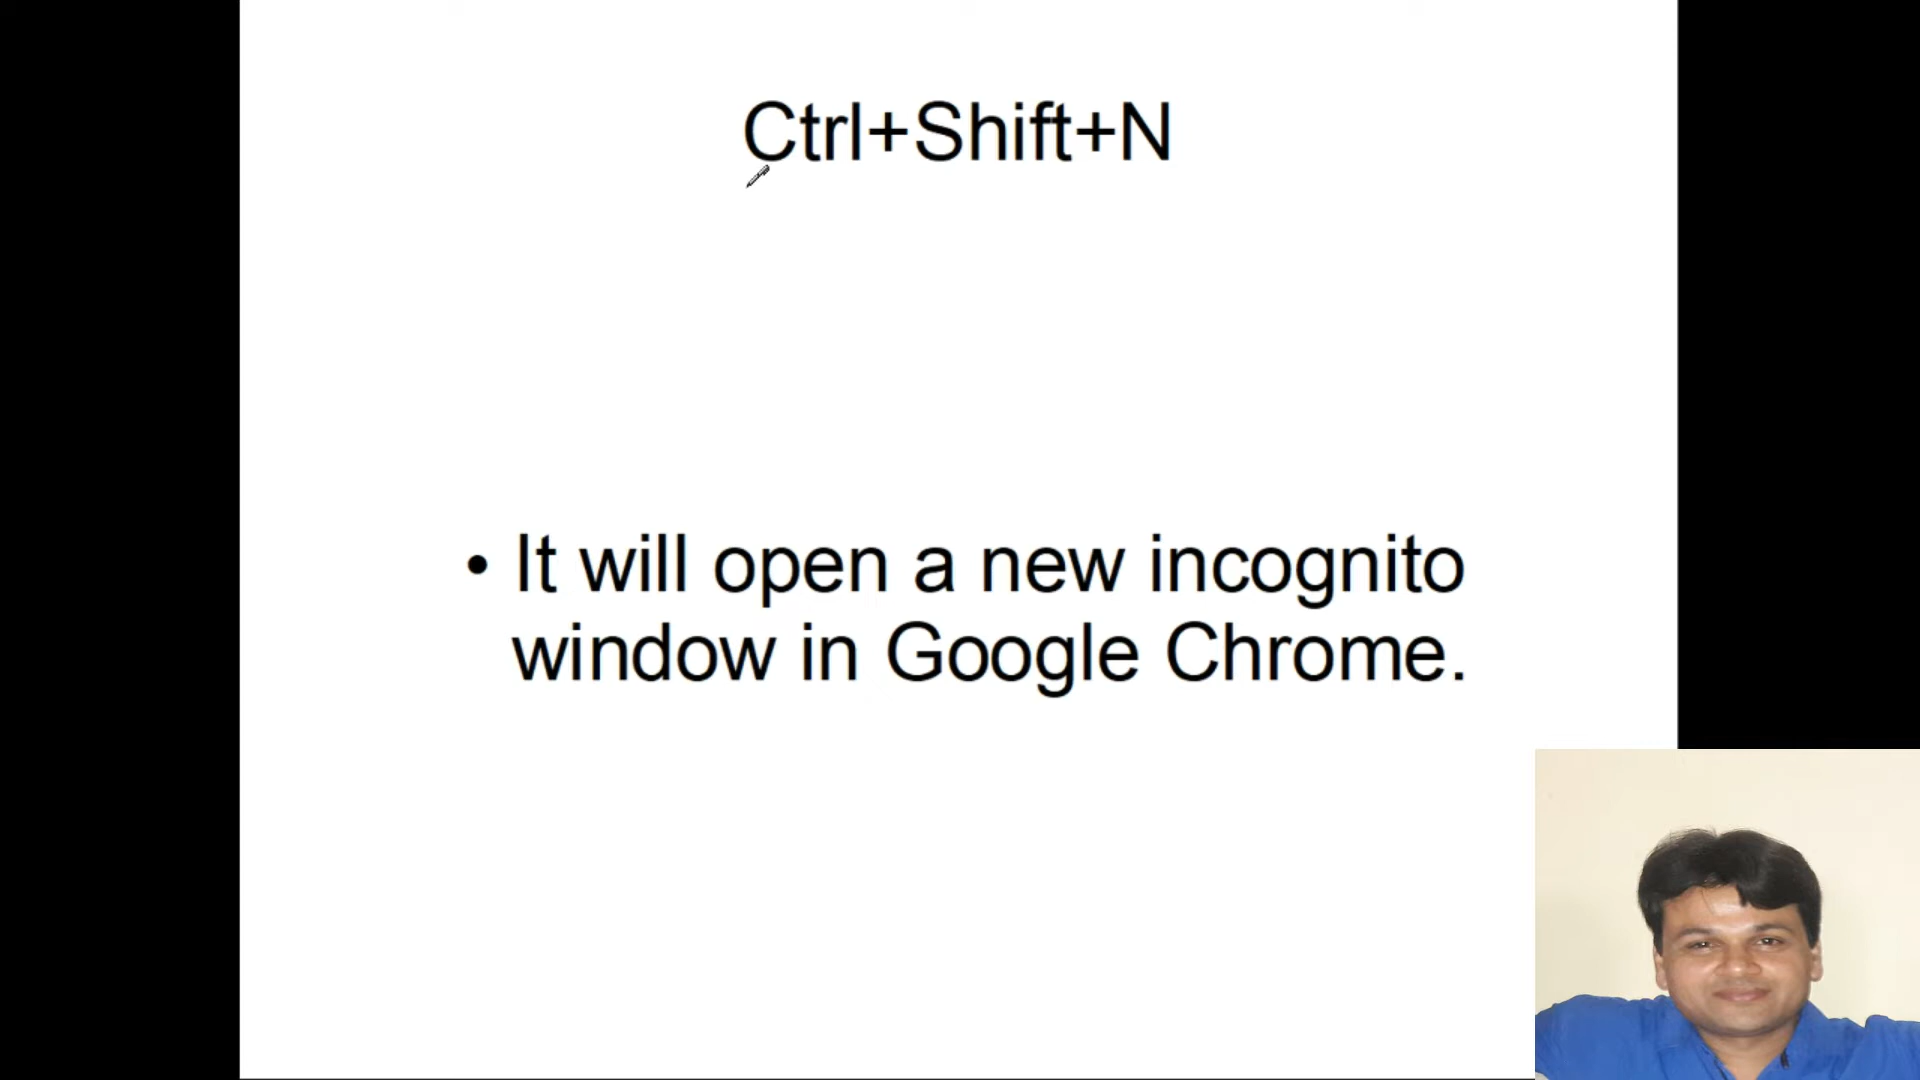 Ctrl+Shift+N
• It will open a new incognito
window in Google Chrome.